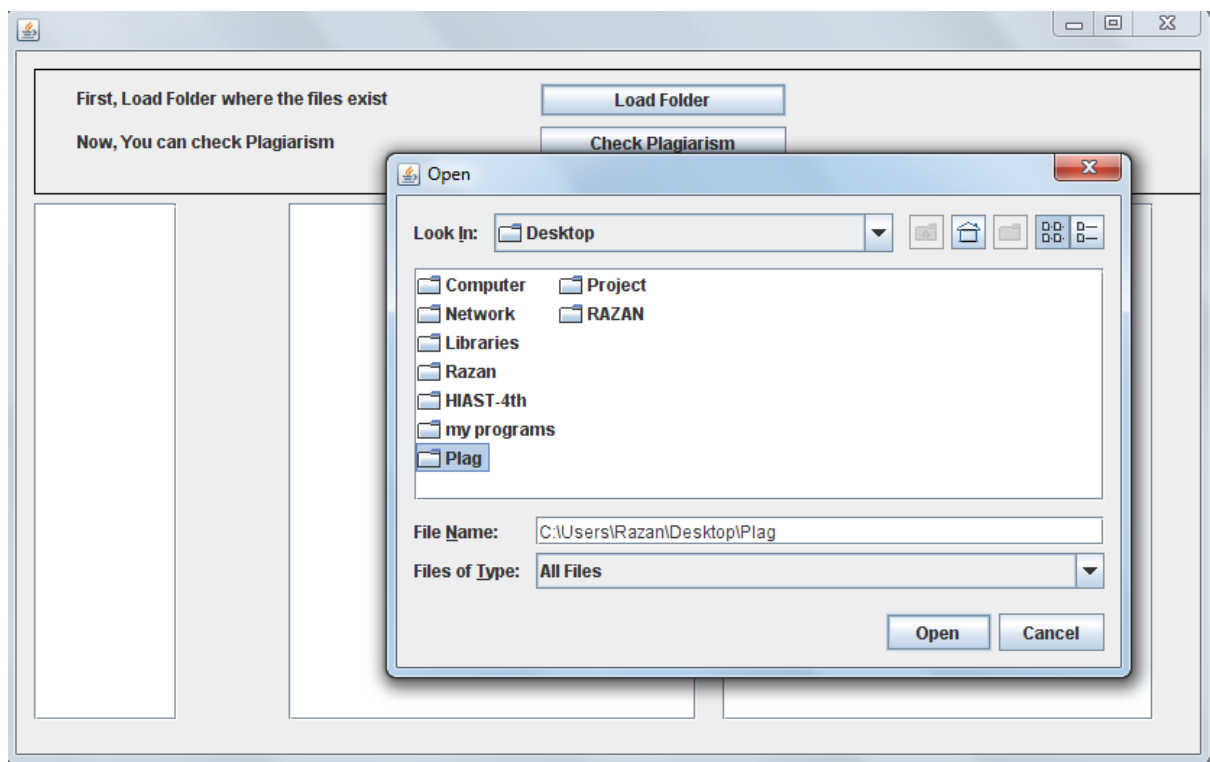 First, Load Folder where the files exist
Load Folder
Now, You can check Plagiarism
Check Plagiarism
Open
Look In:
Desktop
Computer
Project
Network
RAZAN
Libraries
Razan
HIAST-4th
my programs
Plag
File Name:
C:\Users\Razan\Desktop\Plag
Files of Type:
All Files
Open
Cancel